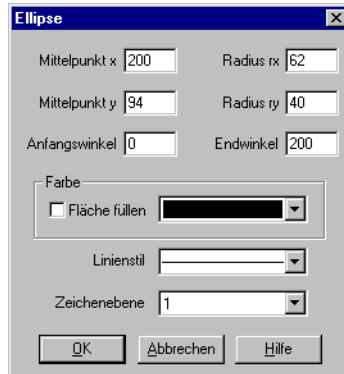 Ellipse
Mittelpunkt x 200 Radius rx 62
Mittelpunkt y 94 Radius ry 40
Anfangswinkel 0 Endwinkel 200
Farbe
Fläche füllen
Linienstil
Zeichenebene 1
OK Abbrechen Hilfe